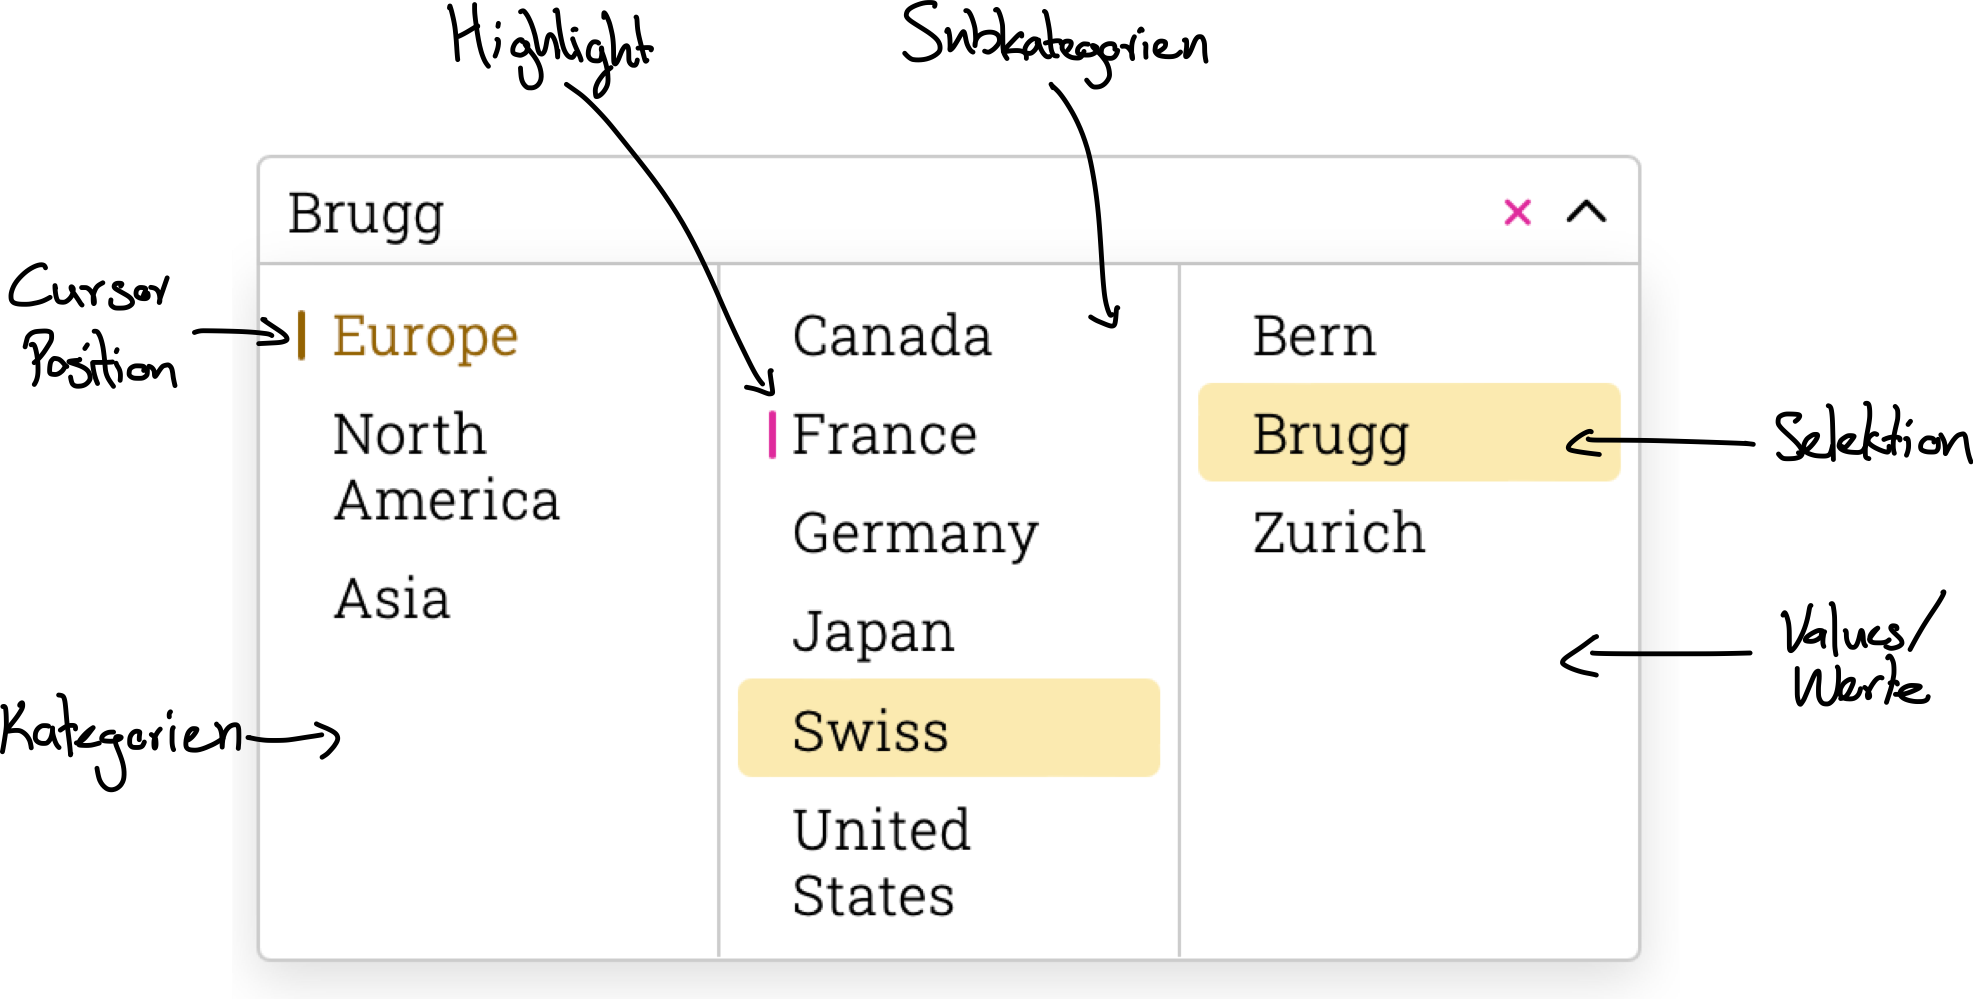 Highlight
Subkategorien
Brugg
Cursor
Position
Europe
North
America
Asia
Kategorien
Canada
France
Germany
Japan
Swiss
United
States
Bern
Brugg
Zurich
Selektion
Values/
Werte